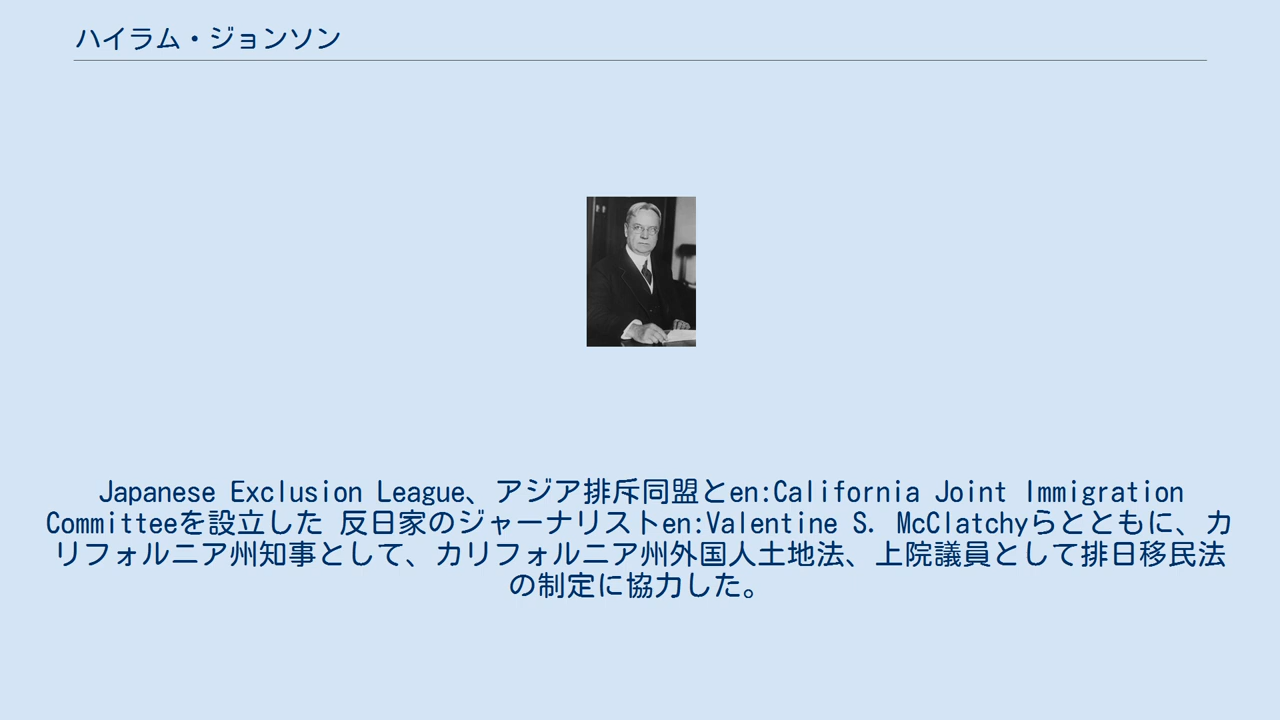 ハイラム・ジョンソン
Japanese Exclusion League、アジア排斥同盟とen:California Joint Immigration
Committeeを設立した 反日家のジャーナリストen:Valentine S. McClatchyらとともに、カ
リフォルニア州知事として、カリフォルニア州外国人土地法、上院議員として排日移民法
の制定に協力した。